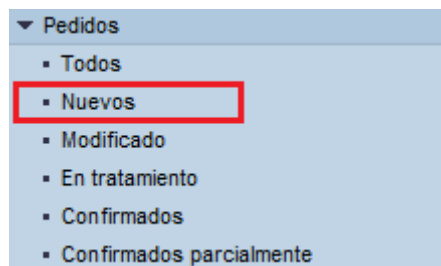 Pedidos
Todos
Nuevos
Modificado
En tratamiento
Confirmados
Confirmados parcialmente